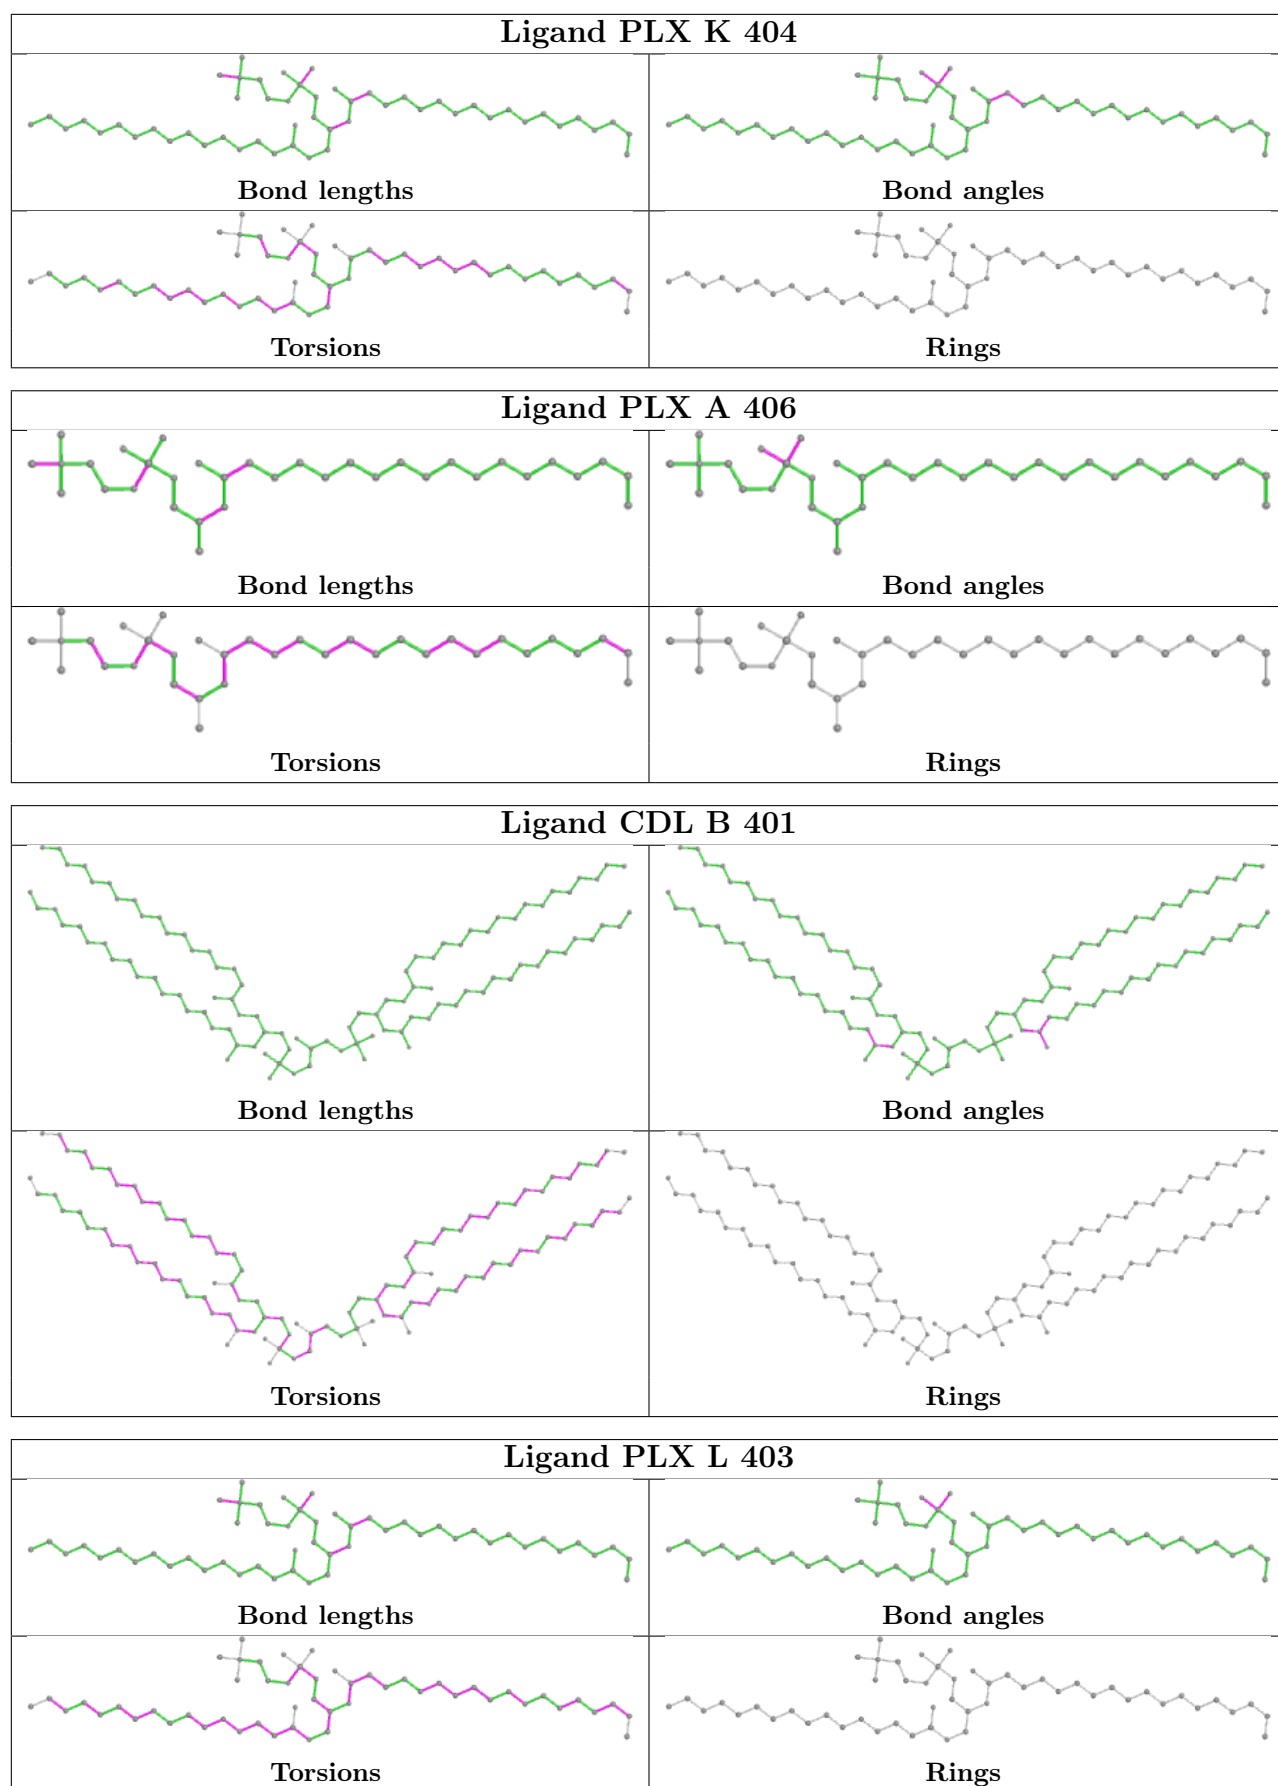 Ligand PLX K 404
Bond lengths
Bond angles
Torsions
Rings
Ligand PLX A 406
Bond lengths
Bond angles
Torsions
Rings
Ligand CDL B 401
Bond lengths
Bond angles
Torsions
Rings
Ligand PLX L 403
Bond lengths
Bond angles
Torsions
Rings